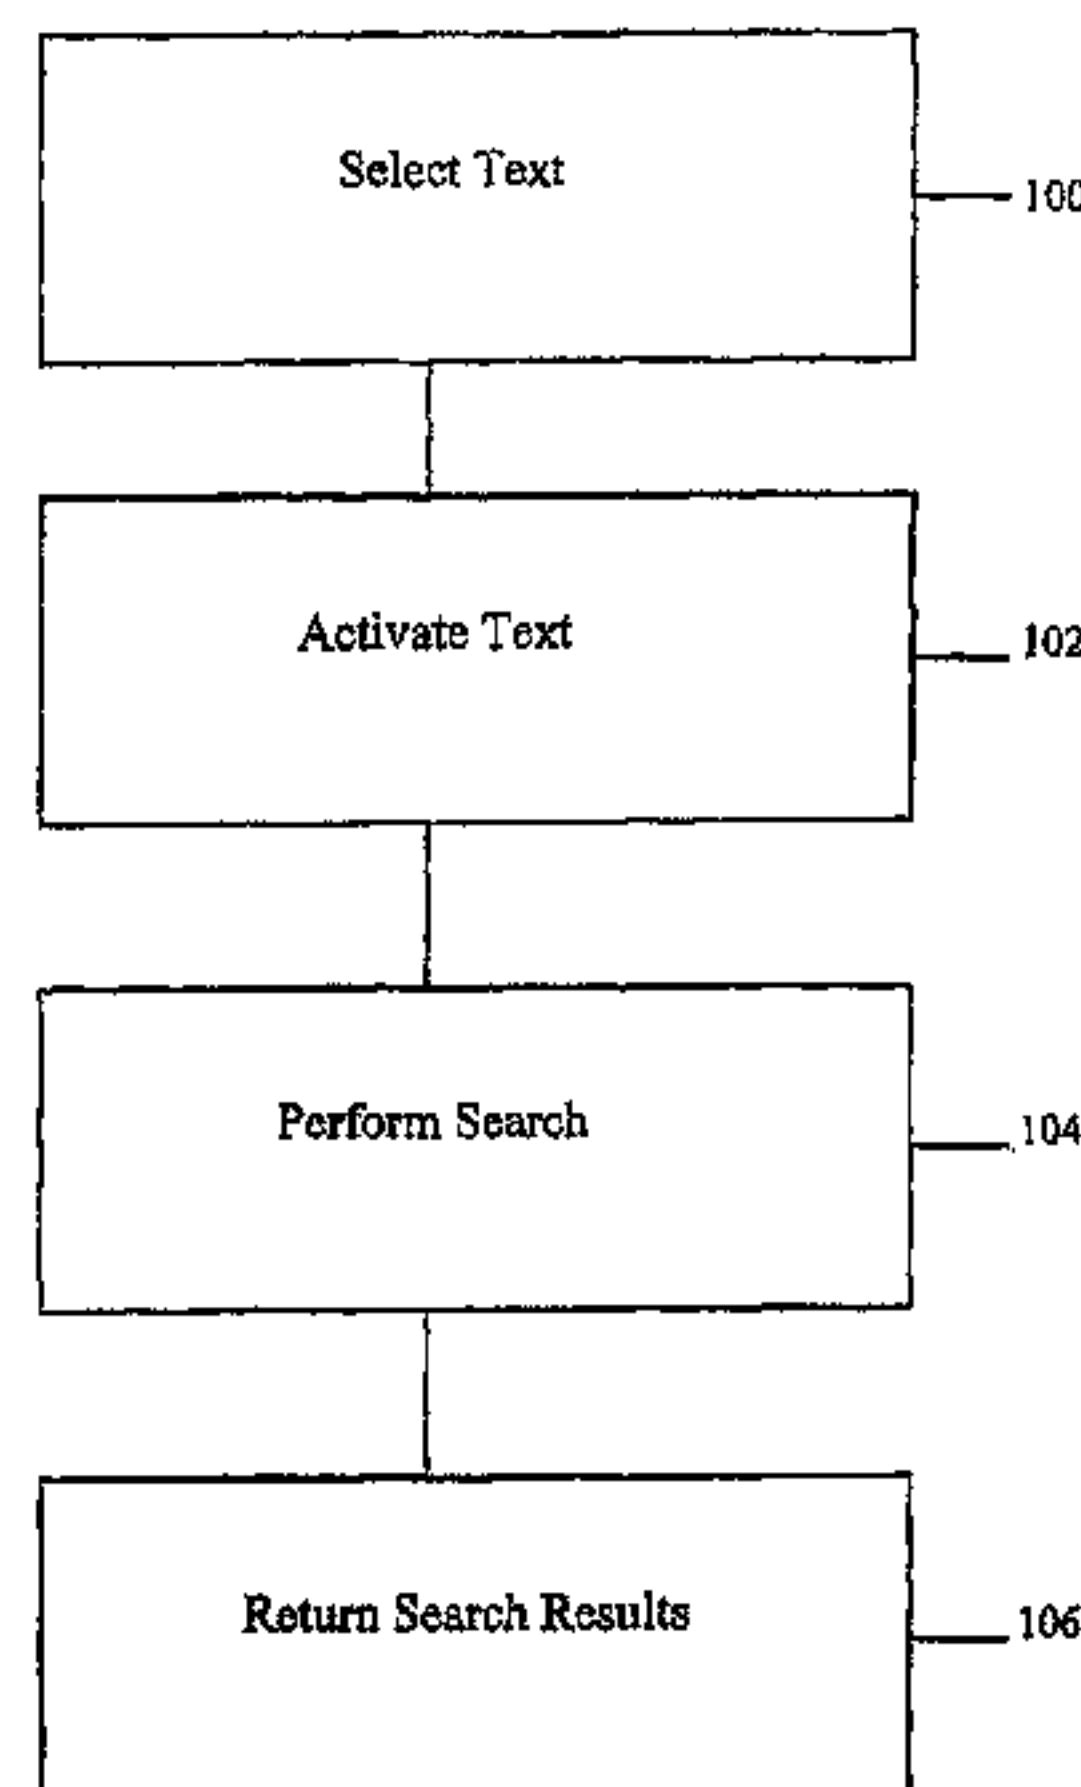 Select Text
100
Activate Text
102
Perform Search
104
Return Search Results
106